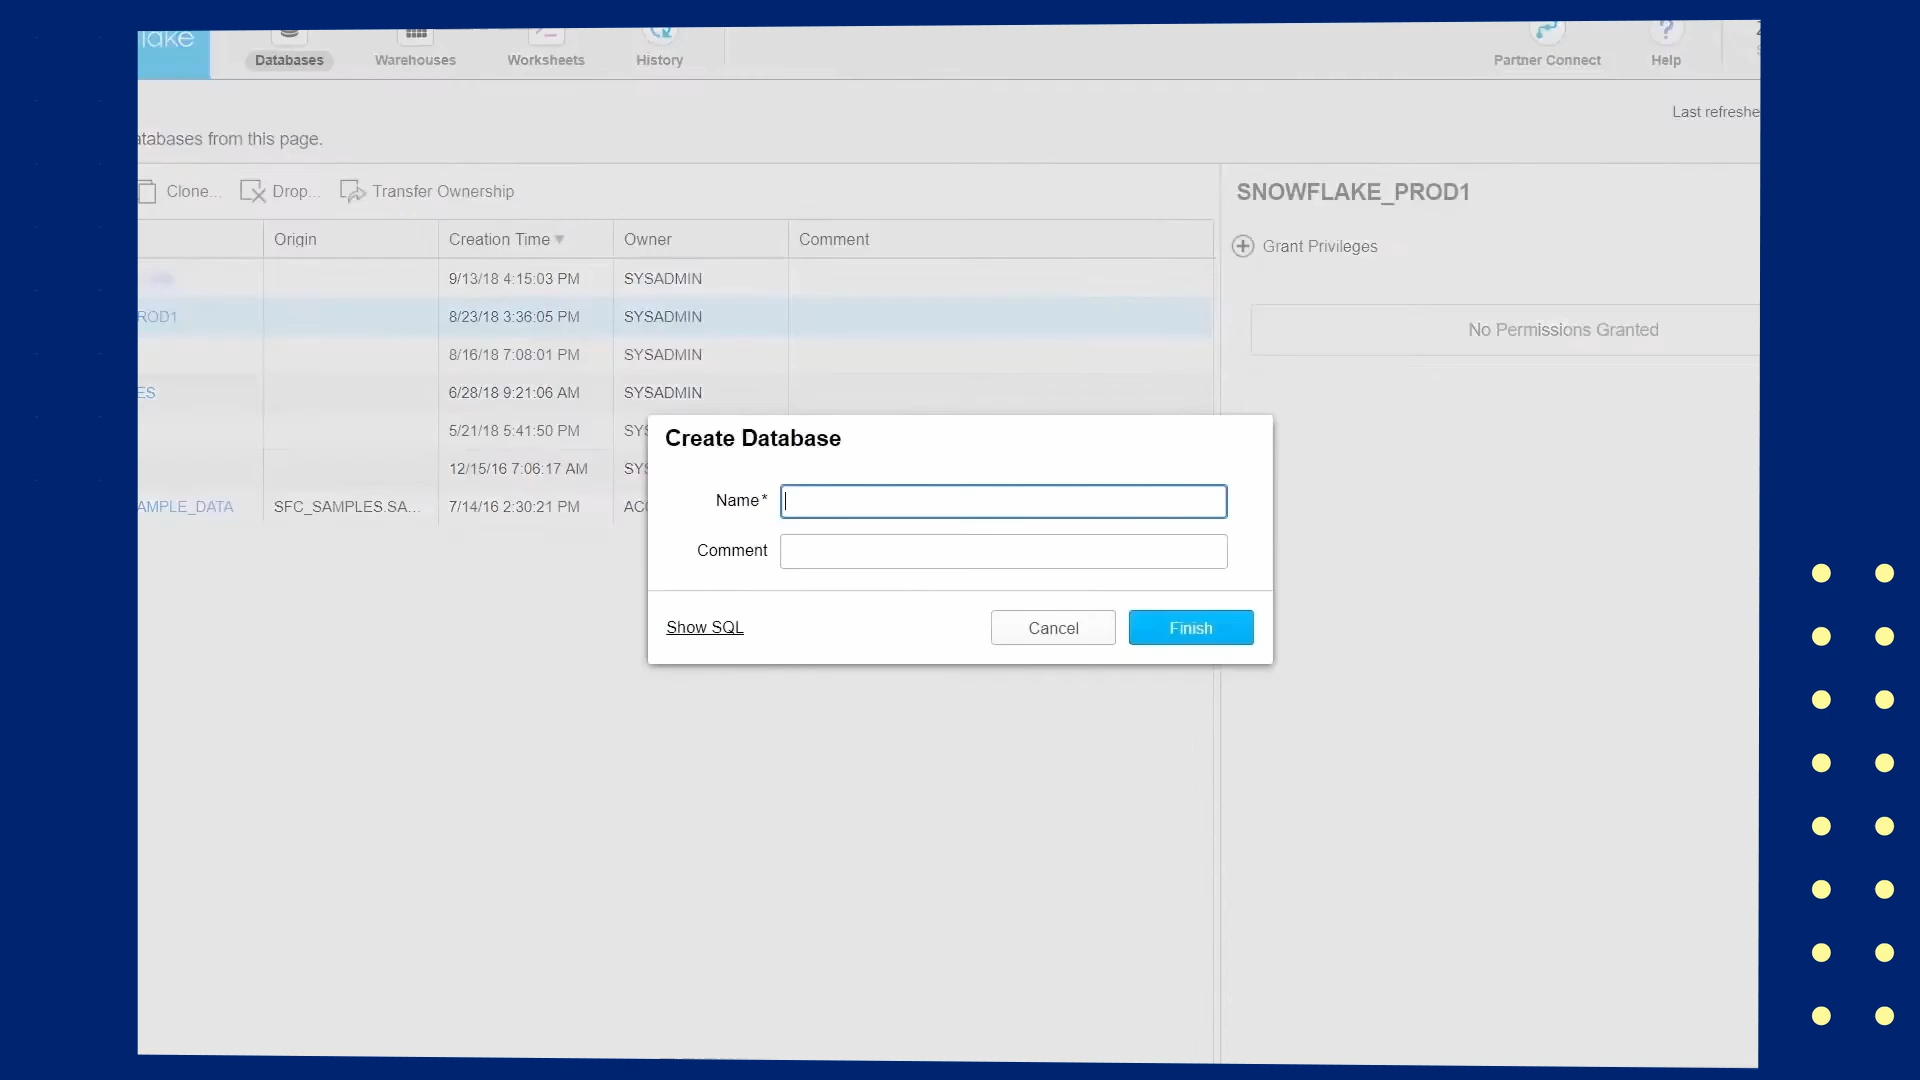 lake
Databases
Warehouses
Worksheets
History
Partner Connect
Help
Last refreshe
atabases from this page.
Clone...
Drop...
Transfer Ownership
SNOWFLAKE_PROD1
Origin
Creation Time
Owner
Comment
Grant Privileges
9/13/18 4:15:03 PM SYSADMIN
ROD1 8/23/18 3:36:05 PM SYSADMIN
No Permissions Granted
8/16/18 7:08:01 PM SYSADMIN
ES 6/28/18 9:21:06 AM SYSADMIN
5/21/18 5:41:50 PM SYS
12/15/16 7:06:17 AM SY
AMPLE_DATA SFC_SAMPLES.SA... 7/14/16 2:30:21 PM ACC
Create Database
Name*
Comment
Show SQL
Cancel
Finish